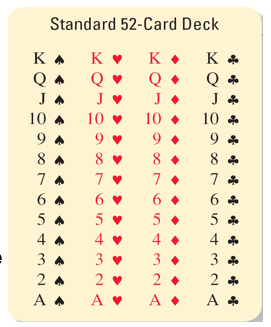 Standard 52-Card Deck
K ♠ K ♥ K ♦ K ♣
Q ♠ Q ♥ Q ♦ Q ♣
J ♠ J ♥ J ♦ J ♣
10 ♠ 10 ♥ 10 ♦ 10 ♣
9 ♠ 9 ♥ 9 ♦ 9 ♣
8 ♠ 8 ♥ 8 ♦ 8 ♣
7 ♠ 7 ♥ 7 ♦ 7 ♣
6 ♠ 6 ♥ 6 ♦ 6 ♣
5 ♠ 5 ♥ 5 ♦ 5 ♣
4 ♠ 4 ♥ 4 ♦ 4 ♣
3 ♠ 3 ♥ 3 ♦ 3 ♣
2 ♠ 2 ♥ 2 ♦ 2 ♣
A ♠ A ♥ A ♦ A ♣